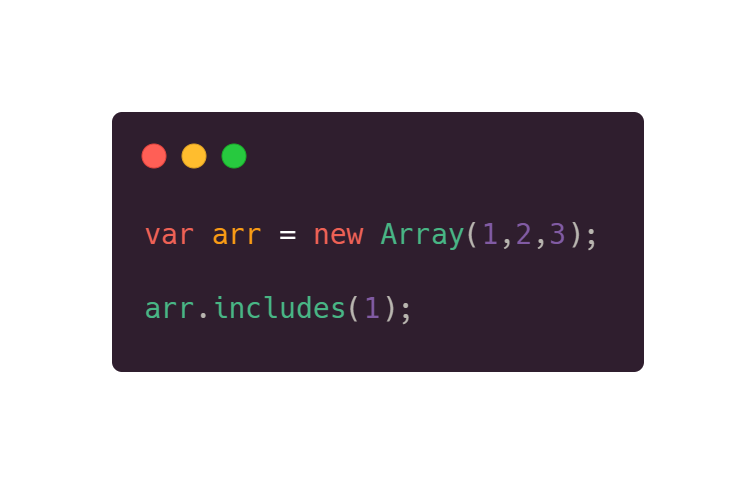 var arr = new Array(1,2,3);
arr.includes(1);